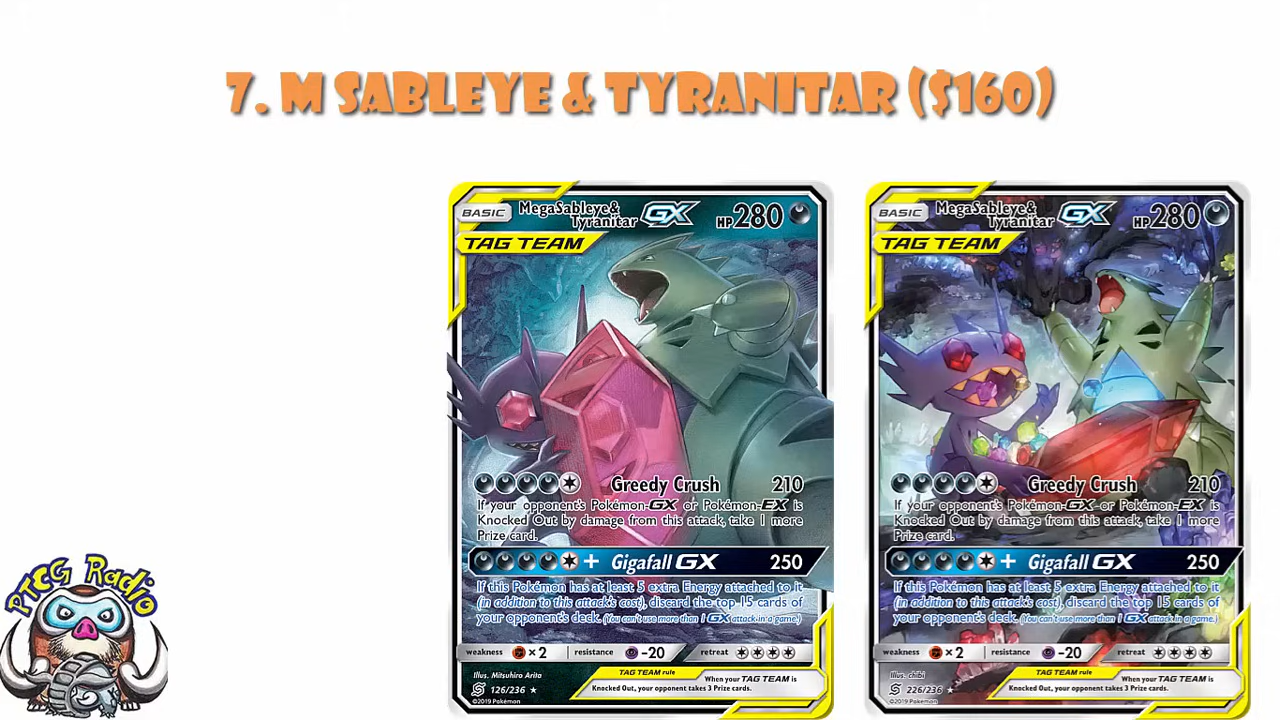 7. M SABLEYE & TYRANITAR ($160)
BASIC
MegaSableye&
Tyranitar GX
HP 280
TAG TEAM
Greedy Crush 210
If your opponent's Pokémon-GX or Pokémon-EX is
Knocked Out by damage from this attack, take 1 more
Prize card.
+ Gigafall GX 250
If this Pokémon has at least 5 extra Energy attached to it
(in addition to this attack's cost), discard the top 15 cards of
your opponent's deck. (You can't use more than 1 GX attack in a game.)
weakness ×2 resistance -20 retreat
Illus. Mitsuhiro Arita
126/236
©2019 Pokémon
TAG TEAM rule
When your TAG TEAM is
Knocked Out, your opponent takes 3 Prize cards.
BASIC
MegaSableye&
Tyranitar GX
HP 280
TAG TEAM
Greedy Crush 210
If your opponent's Pokémon-GX or Pokémon-EX is
Knocked Out by damage from this attack, take 1 more
Prize card.
+ Gigafall GX 250
If this Pokémon has at least 5 extra Energy attached to it
(in addition to this attack's cost), discard the top 15 cards of
your opponent's deck. (You can't use more than 1 GX attack in a game.)
weakness ×2 resistance -20 retreat
Illus. chibi
226/236
©2019 Pokémon
TAG TEAM rule
When your TAG TEAM is
Knocked Out, your opponent takes 3 Prize cards.
PTCG Radio